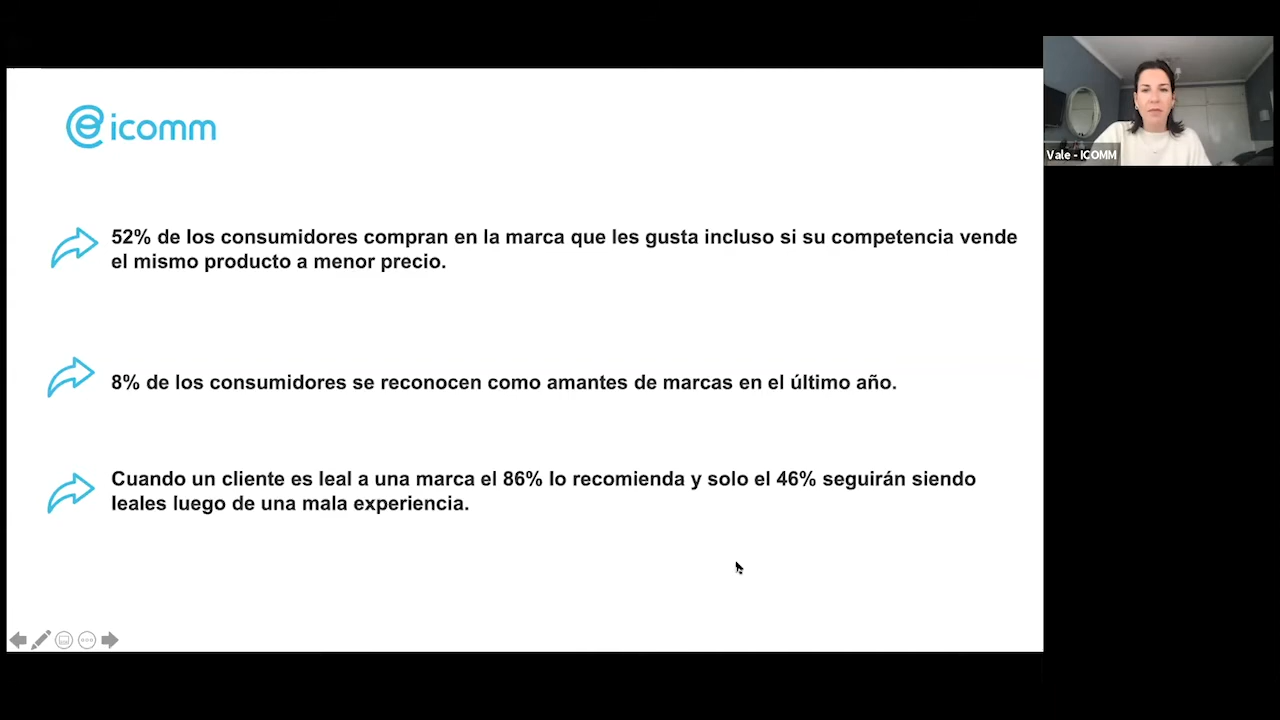 icomm
52% de los consumidores compran en la marca que les gusta incluso si su competencia vende
el mismo producto a menor precio.
8% de los consumidores se reconocen como amantes de marcas en el último año.
Cuando un cliente es leal a una marca el 86% lo recomienda y solo el 46% seguirán siendo
leales luego de una mala experiencia.
Vale - ICOMM